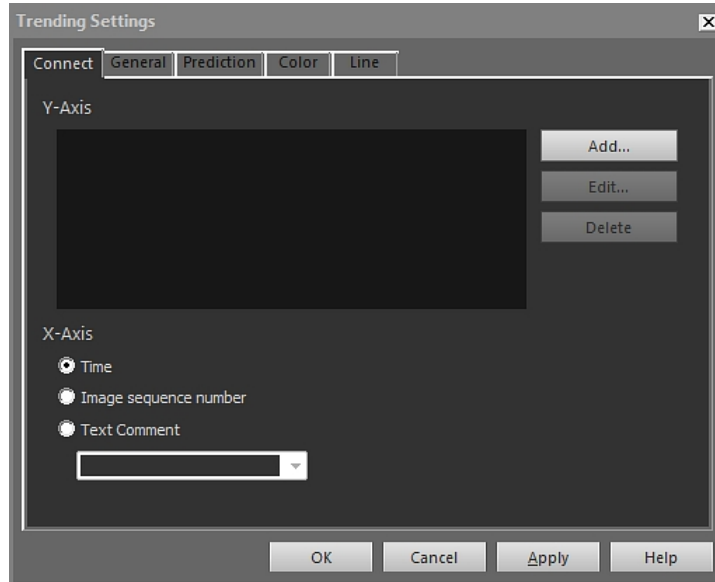 Trending Settings
Connect General Prediction Color Line
Y-Axis
Add...
Edit...
Delete
X-Axis
Time
Image sequence number
Text Comment
OK Cancel Apply Help